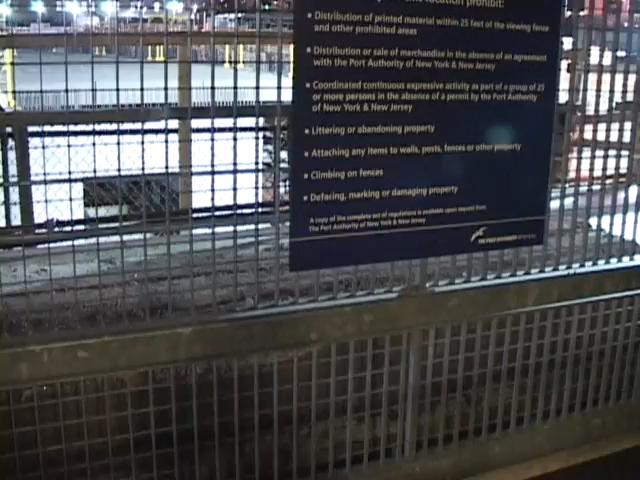 location prohibit:
• Distribution of printed material within 25 feet of the viewing fence
and other prohibited areas
• Distribution or sale of merchandise in the absence of an agreement
with the Port Authority of New York & New Jersey
• Coordinated continuous expressive activity as part of a group of 25
or more persons in the absence of a permit by the Port Authority
of New York & New Jersey
• Littering or abandoning property
• Attaching any items to walls, posts, fences or other property
• Climbing on fences
• Defacing, marking or damaging property
A copy of the complete set of regulations is available upon request from
The Port Authority of New York & New Jersey
THE PORT AUTHORITY